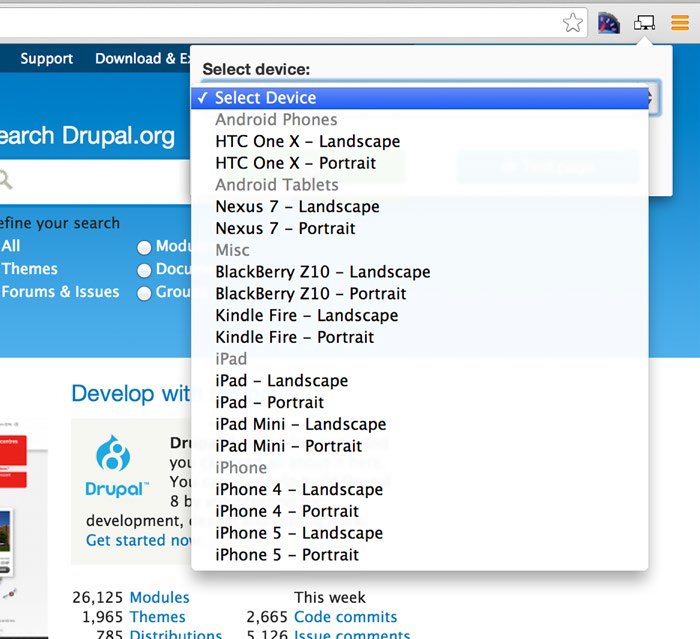 Support Download & Ex
Select device:
✓ Select Device
Android Phones
HTC One X – Landscape
HTC One X – Portrait
Android Tablets
Nexus 7 – Landscape
Nexus 7 – Portrait
Misc
BlackBerry Z10 – Landscape
BlackBerry Z10 – Portrait
Kindle Fire – Landscape
Kindle Fire – Portrait
iPad
iPad – Landscape
iPad – Portrait
iPad Mini – Landscape
iPad Mini – Portrait
iPhone
iPhone 4 – Landscape
iPhone 4 – Portrait
iPhone 5 – Landscape
iPhone 5 – Portrait
earch Drupal.org
efine your search
All Modu
Themes Docu
Forums & Issues Grou
Develop with
Drupal™
Dru
you
You
8 b
development,
Get started now
26,125 Modules
1,965 Themes
785 Distributions
This week
2,665 Code commits
5,126 Issue comments